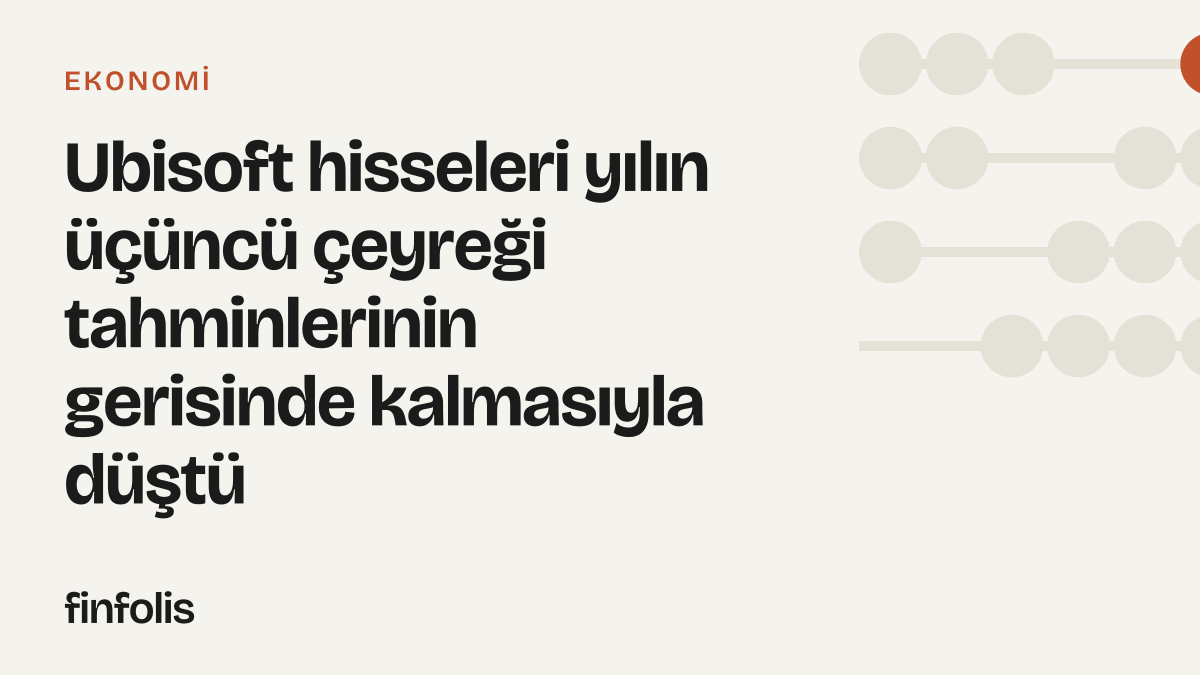 EKONOMİ
Ubisoft hisseleri yılın
üçüncü çeyreği
tahminlerinin
gerisinde kalmasıyla
düştü
finfolis